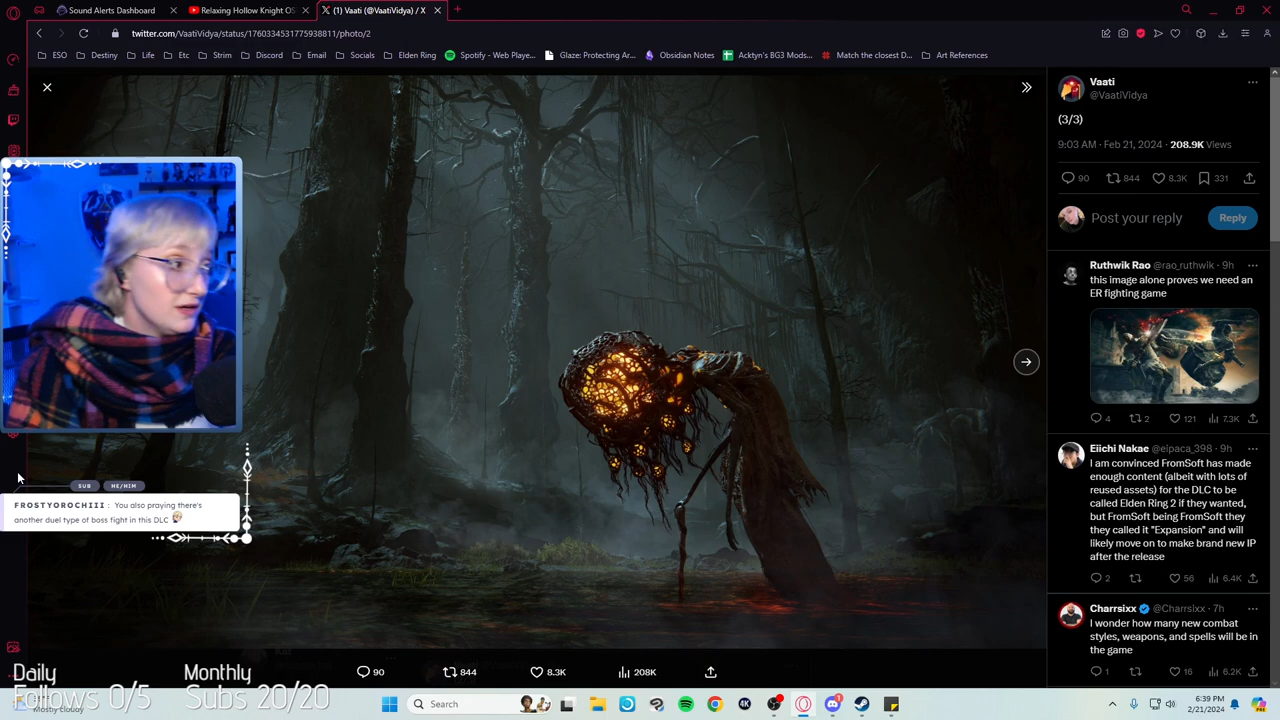 Sound Alerts Dashboard
Relaxing Hollow Knight OS
(1) Vaati (@VaatiVidya) / X
twitter.com/VaatiVidya/status/1760334531775938811/photo/2
ESO
Destiny
Life
Etc
Strim
Discord
Email
Socials
Elden Ring
Spotify - Web Playe...
Glaze: Protecting Ar...
Obsidian Notes
Acktyn's BG3 Mods...
Match the closest D...
Art References
Vaati
@VaatiVidya
(3/3)
9:03 AM · Feb 21, 2024 · 208.9K Views
90 844 8.3K 331
Post your reply
Reply
Ruthwik Rao @rao_ruthwik · 9h
this image alone proves we need an
ER fighting game
4 2 121 7.3K
Eiichi Nakae @eipaca_398 · 9h
I am convinced FromSoft has made
enough content (albeit with lots of
reused assets) for the DLC to be
called Elden Ring 2 if they wanted,
but FromSoft being FromSoft they
they called it "Expansion" and will
likely move on to make brand new IP
after the release
2 56 6.4K
Charrsixx @Charrsixx · 7h
I wonder how many new combat
styles, weapons, and spells will be in
the game
1 16 6.2K
SUB HE/HIM
FROSTYOROCHIII : You also praying there's
another duel type of boss fight in this DLC
90 844 8.3K 208K
Daily
Follows 0/5
Monthly
Subs 20/20
Mostly cloudy
Search
4K
1
6:39 PM
2/21/2024